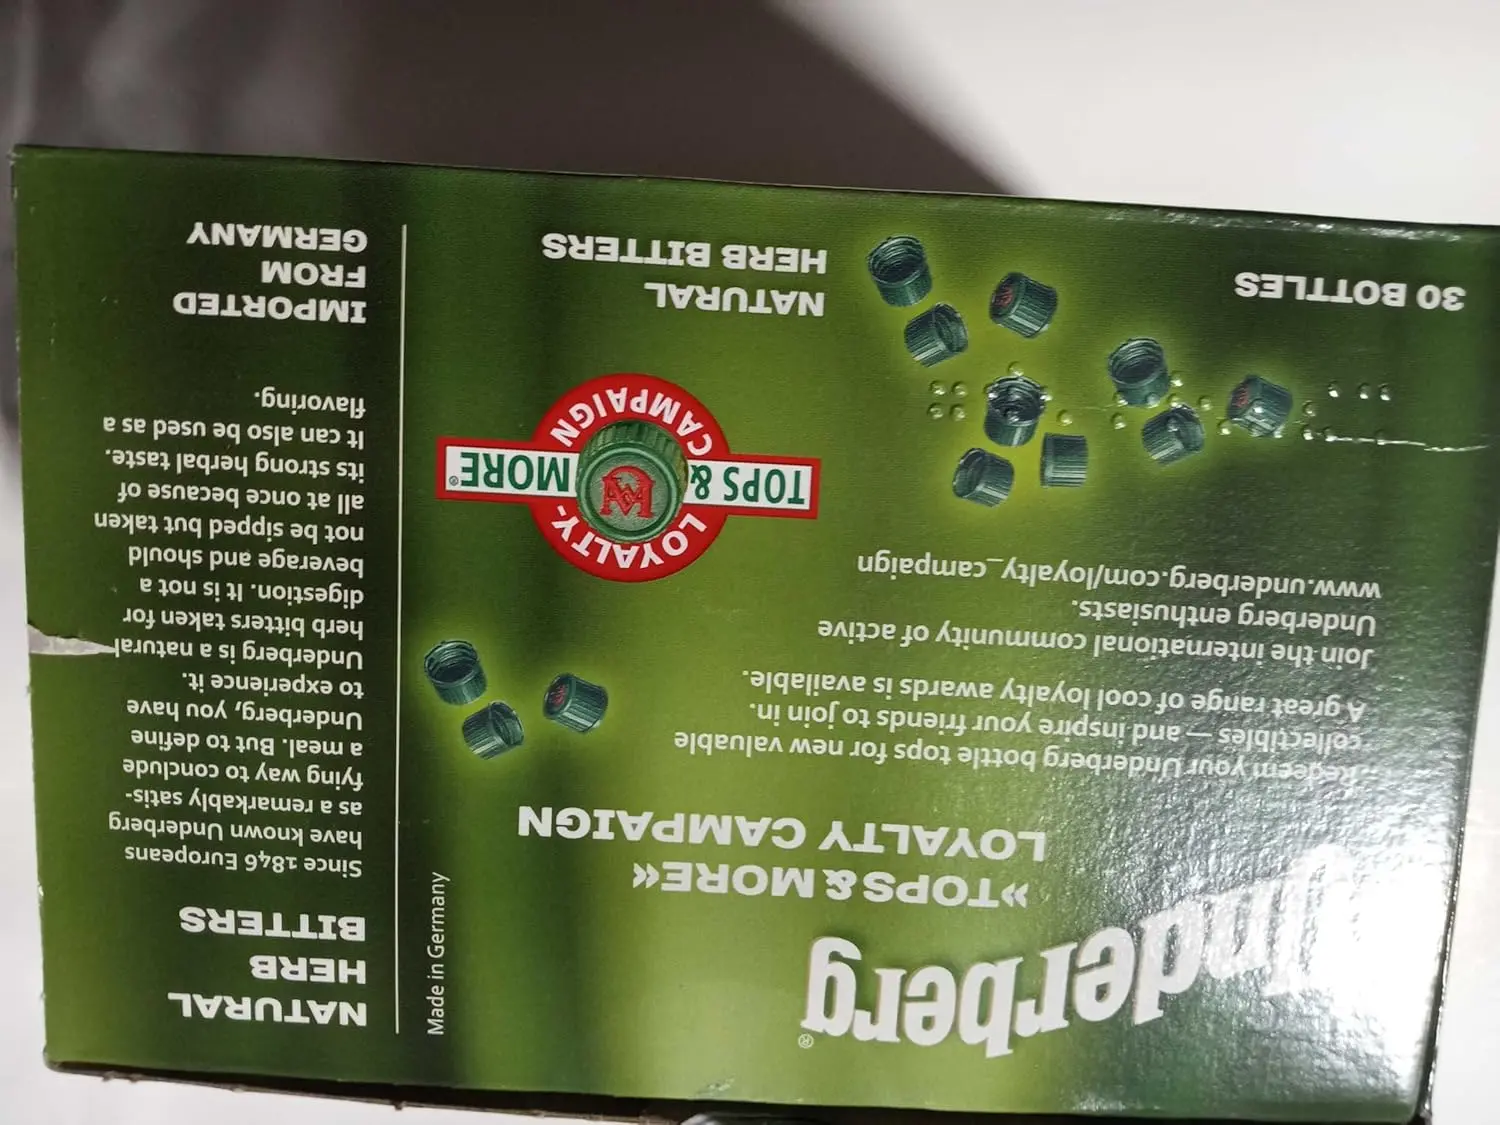 Underberg®
»TOPS & MORE«
LOYALTY CAMPAIGN
Redeem your Underberg bottle tops for new valuable
collectibles — and inspire your friends to join in.
A great range of cool loyalty awards is available.
Join the international community of active
Underberg enthusiasts.
www.underberg.com/loyalty_campaign
30 BOTTLES
LOYALTY-
TOPS & MORE®
CAMPAIGN
NATURAL
HERB BITTERS
Made in Germany
NATURAL
HERB
BITTERS
Since 1846 Europeans
have known Underberg
as a remarkably satis-
fying way to conclude
a meal. But to define
Underberg, you have
to experience it.
Underberg is a natural
herb bitters taken for
digestion. It is not a
beverage and should
not be sipped but taken
all at once because of
its strong herbal taste.
It can also be used as a
flavoring.
IMPORTED
FROM
GERMANY